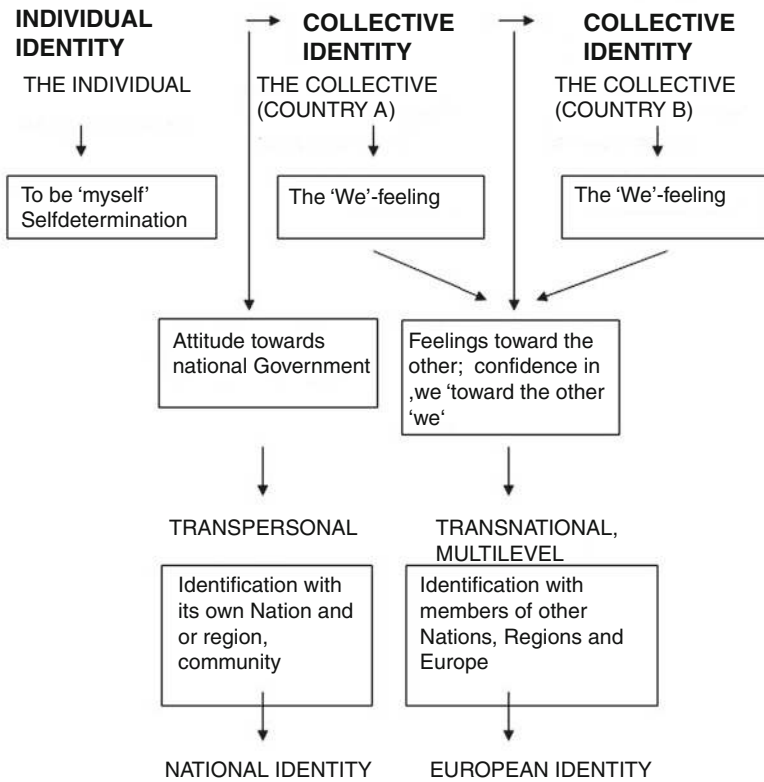 INDIVIDUAL
IDENTITY
COLLECTIVE
IDENTITY
COLLECTIVE
IDENTITY
THE INDIVIDUAL
THE COLLECTIVE
(COUNTRY A)
THE COLLECTIVE
(COUNTRY B)
To be ‘myself’
Selfdetermination
The ‘We’-feeling
The ‘We’-feeling
Attitude towards
national Government
Feelings toward the
other; confidence in
‚we ‘toward the other
‘we‘
TRANSPERSONAL
TRANSNATIONAL,
MULTILEVEL
Identification with
its own Nation and
or region,
community
Identification with
members of other
Nations, Regions and
Europe
NATIONAL IDENTITY
EUROPEAN IDENTITY